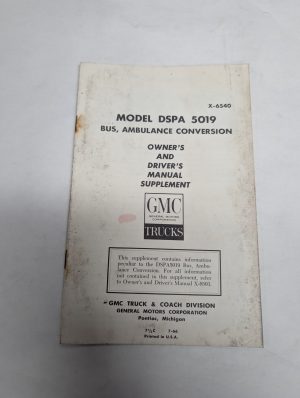 X-6540
MODEL DSPA 5019
BUS, AMBULANCE CONVERSION
OWNER'S
AND
DRIVER'S
MANUAL
SUPPLEMENT
GMC
GENERAL MOTORS
CORPORATION
TRUCKS
This supplement contains information
peculiar to the DSPA5019 Bus, Ambu-
lance Conversion. For all information
not contained in this supplement, refer
to Owner's and Driver's Manual
GMC TRUCK & COACH DIVISION
GENERAL MOTORS CORPORATION
Pontiac, Michigan
Printed in U.S.A.